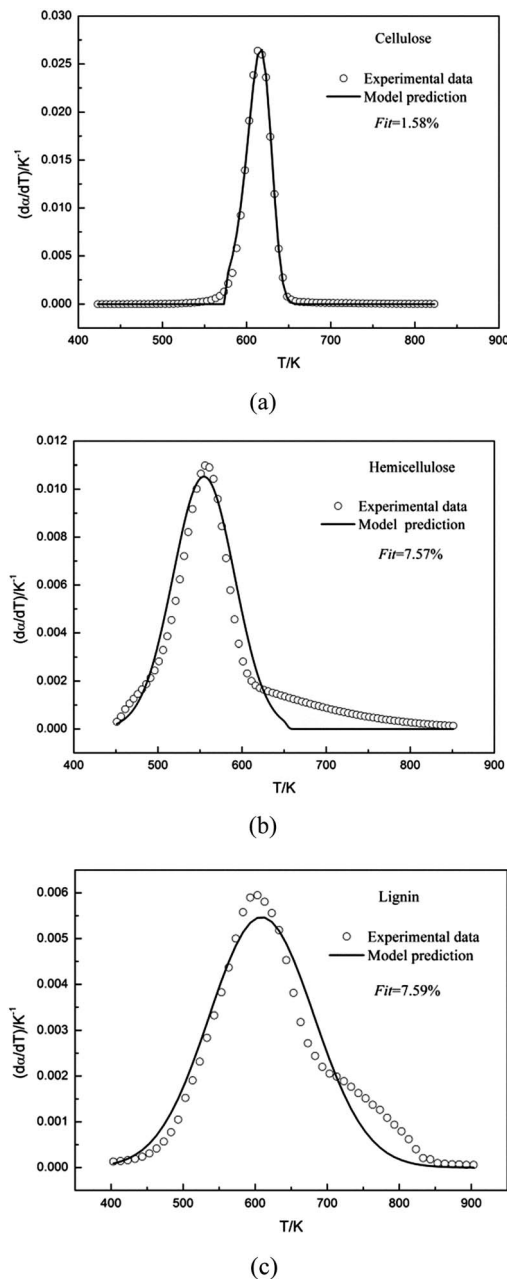 0.030
0.025
0.020
0.015
0.010
0.005
0.000
(dα/dT)/K⁻¹
Cellulose
Experimental data
Model prediction
Fit=1.58%
400 500 600 700 800 900
T/K
(a)
0.012
0.010
0.008
0.006
0.004
0.002
0.000
(dα/dT)/K⁻¹
Hemicellulose
Experimental data
Model prediction
Fit=7.57%
400 500 600 700 800 900
T/K
(b)
0.006
0.005
0.004
0.003
0.002
0.001
0.000
(dα/dT)/K⁻¹
Lignin
Experimental data
Model prediction
Fit=7.59%
400 500 600 700 800 900
T/K
(c)